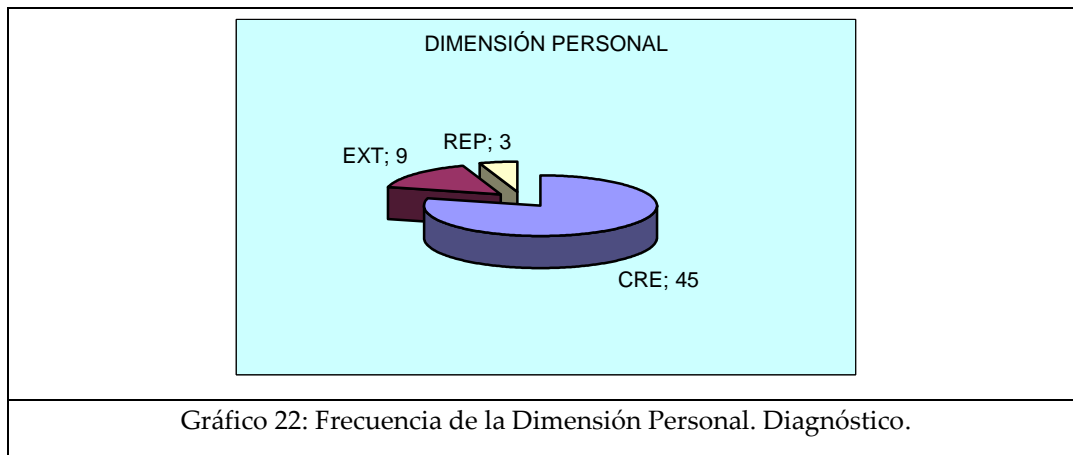 DIMENSIÓN PERSONAL
REP; 3
EXT; 9
CRE; 45
Gráfico 22: Frecuencia de la Dimensión Personal. Diagnóstico.